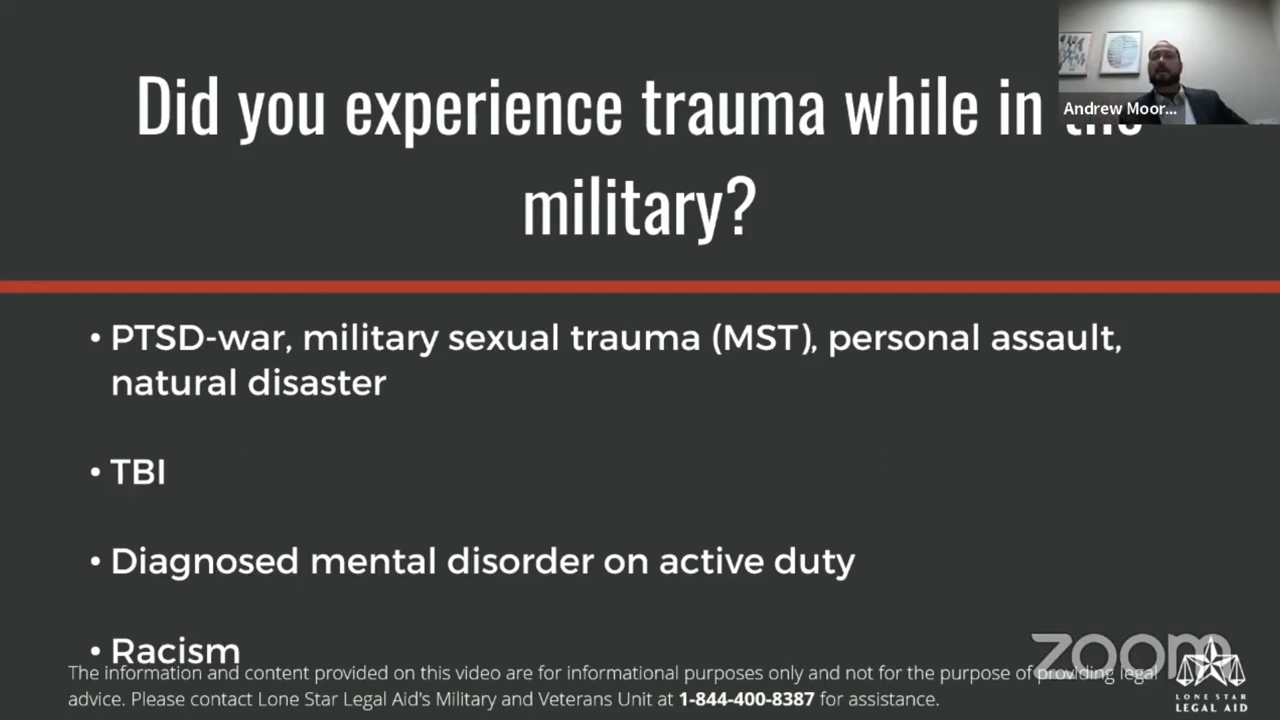 Did you experience trauma while in the
military?
Andrew Moor...
• PTSD-war, military sexual trauma (MST), personal assault,
natural disaster
• TBI
• Diagnosed mental disorder on active duty
• Racism
zoom
The information and content provided on this video are for informational purposes only and not for the purpose of providing legal
advice. Please contact Lone Star Legal Aid's Military and Veterans Unit at 1-844-400-8387 for assistance.
LONE STAR
LEGAL AID